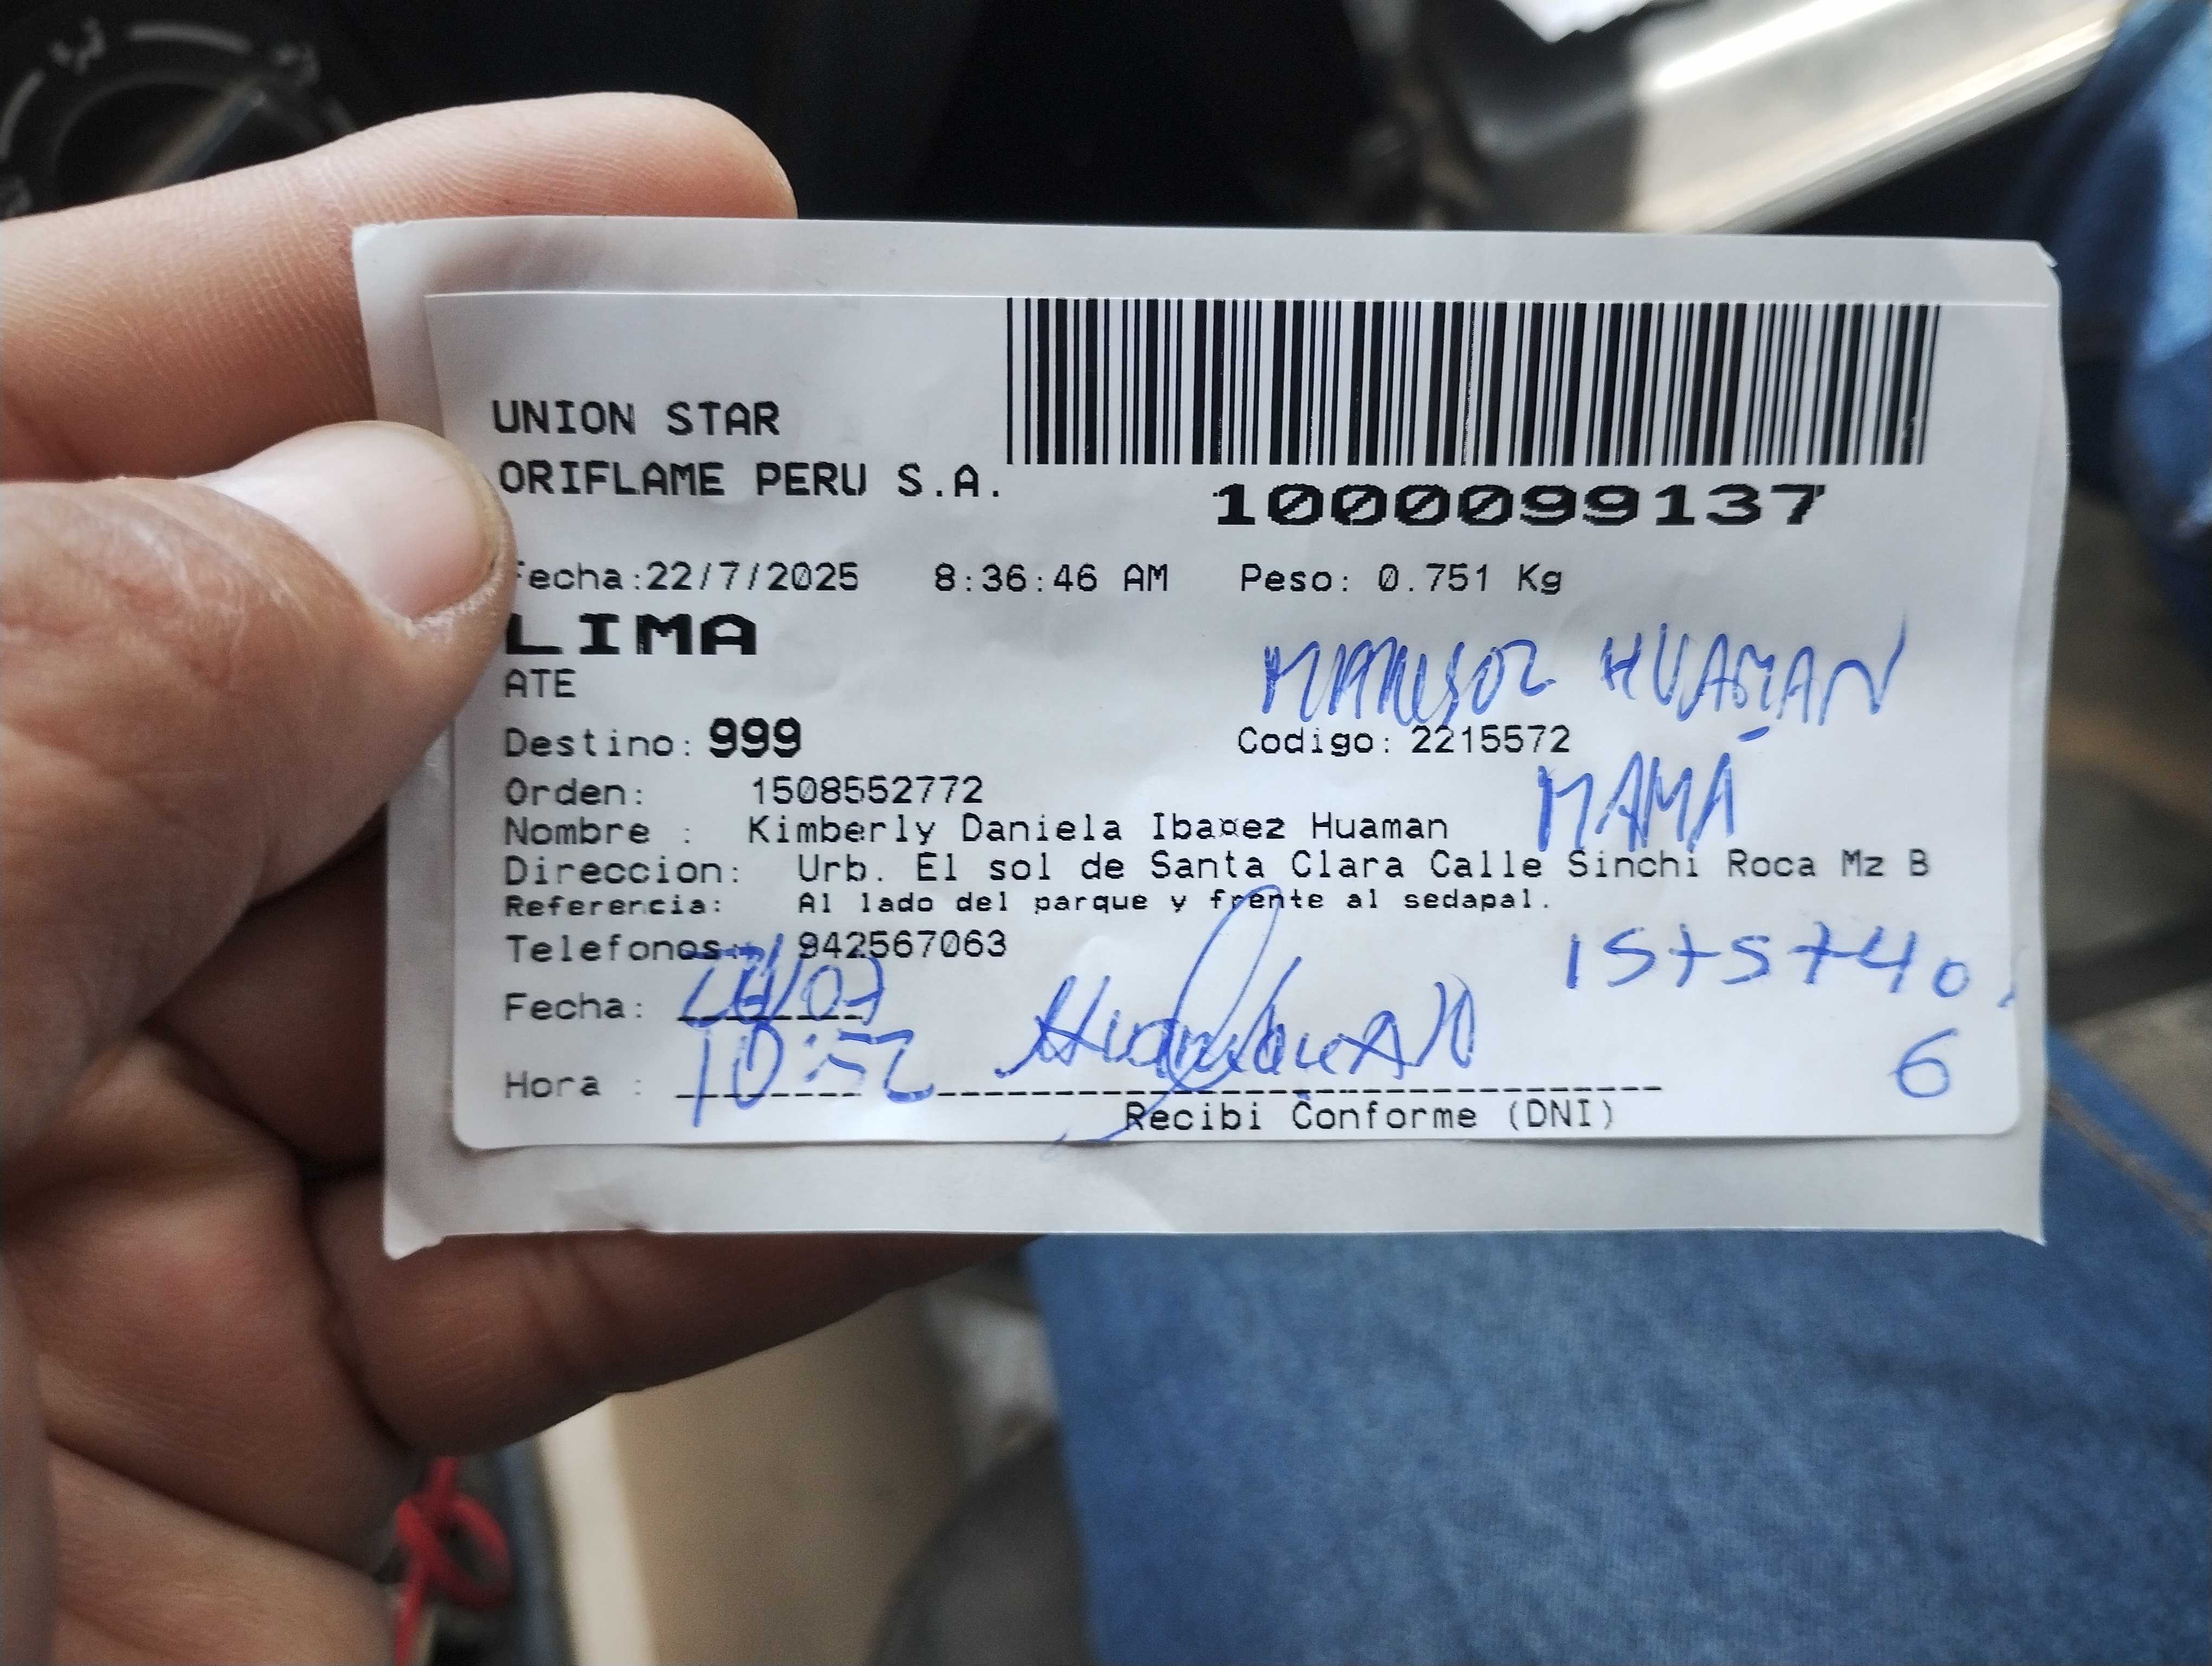 UNION STAR
ORIFLAME PERU S.A.
1000099137
Fecha:22/7/2025 8:36:46 AM Peso: 0.751 Kg
LIMA
MARISOL HUAMAN
ATE
Destino: 999 Codigo: 2215572
MAMÁ
Orden: 1508552772
Nombre : Kimberly Daniela Ibañez Huaman
Direccion: Urb. El sol de Santa Clara Calle Sinchi Roca Mz B
Referencia: Al lado del parque y frente al sedapal.
Telefonos: 942567063
Fecha:
Hora : 10:52
6
Recibi Conforme (DNI)